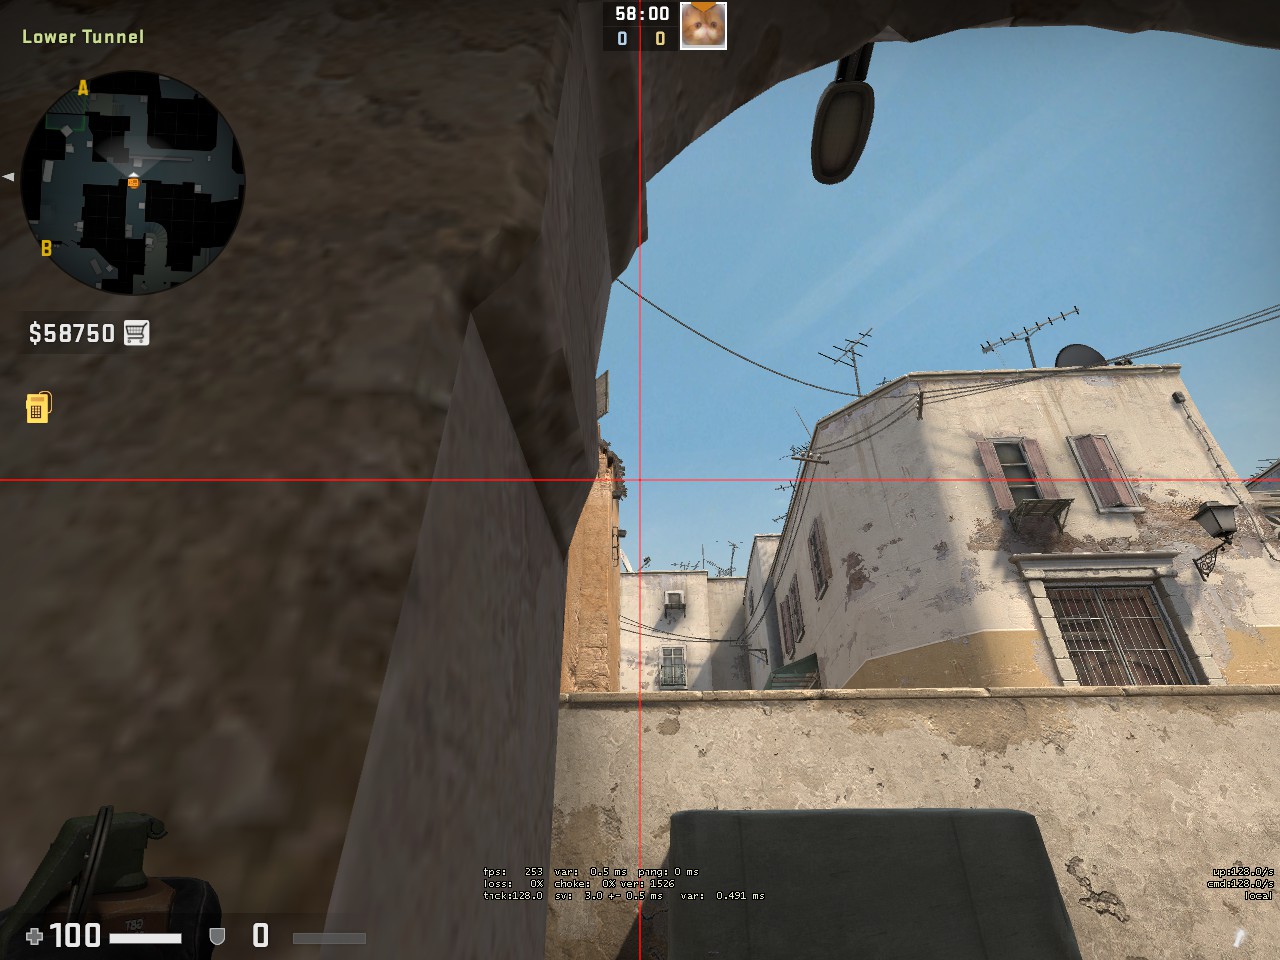 58:00
0 0
Lower Tunnel
A
B
$58750
fps: 253 var: 0.5 ms ping: 0 ms
loss: 0% choke: 0% ver: 1526
tick:128.0 sv: 3.0 +- 0.5 ms var: 0.491 ms
up:128.0/s
cmd:128.0/s
local
100
0